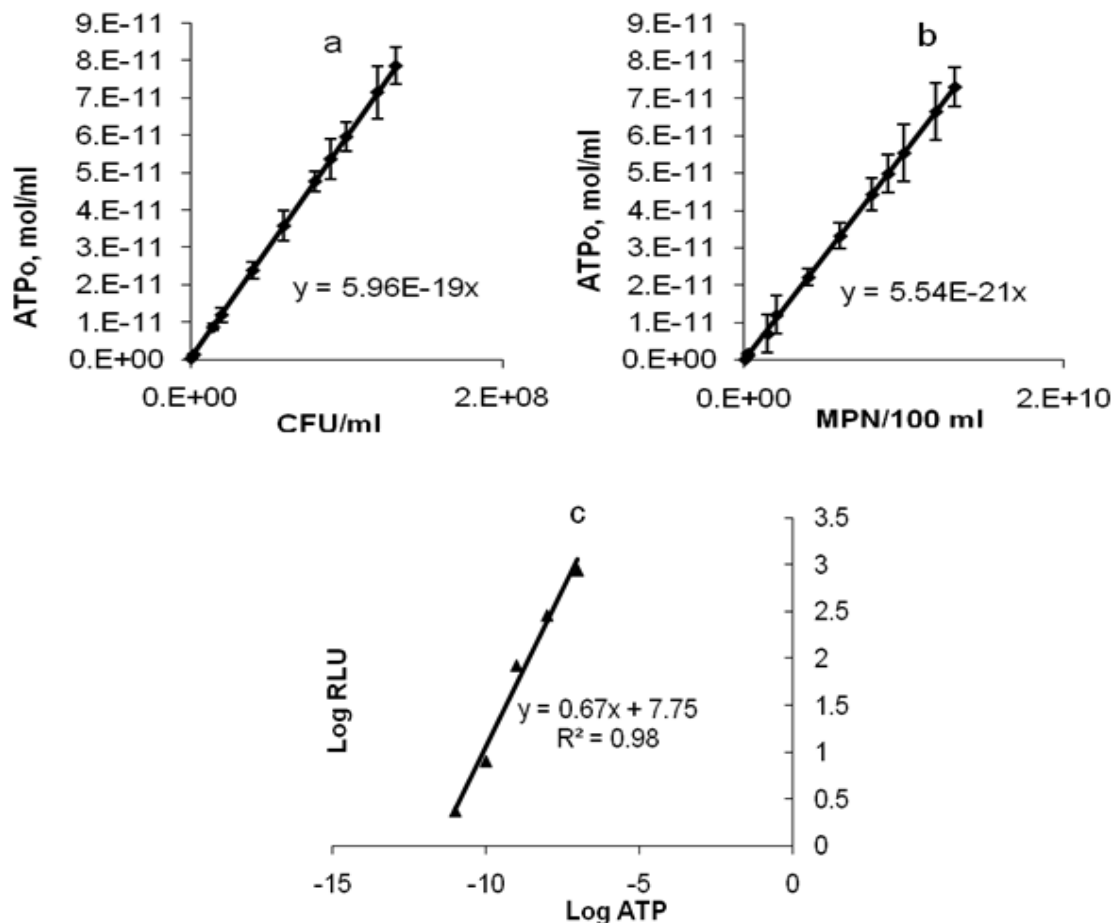 a
9.E-11
8.E-11
7.E-11
6.E-11
5.E-11
4.E-11
3.E-11
2.E-11
1.E-11
0.E+00
ATPo, mol/ml
y = 5.96E-19x
0.E+00
2.E+08
CFU/ml
b
9.E-11
8.E-11
7.E-11
6.E-11
5.E-11
4.E-11
3.E-11
2.E-11
1.E-11
0.E+00
ATPo, mol/ml
y = 5.54E-21x
0.E+00
2.E+10
MPN/100 ml
c
3.5
3
2.5
2
1.5
1
0.5
0
Log RLU
y = 0.67x + 7.75
R² = 0.98
-15
-10
-5
0
Log ATP